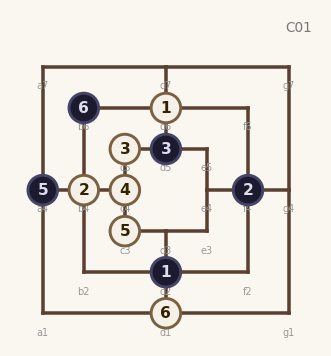 C01
a7 d7 g7
6 1
b6 d6 f6
3 3
c5 d5 e5
5 2 4 2
a4 b4 c4 e4 f4 g4
5
c3 d3 e3
1
b2 d2 f2
6
a1 d1 g1